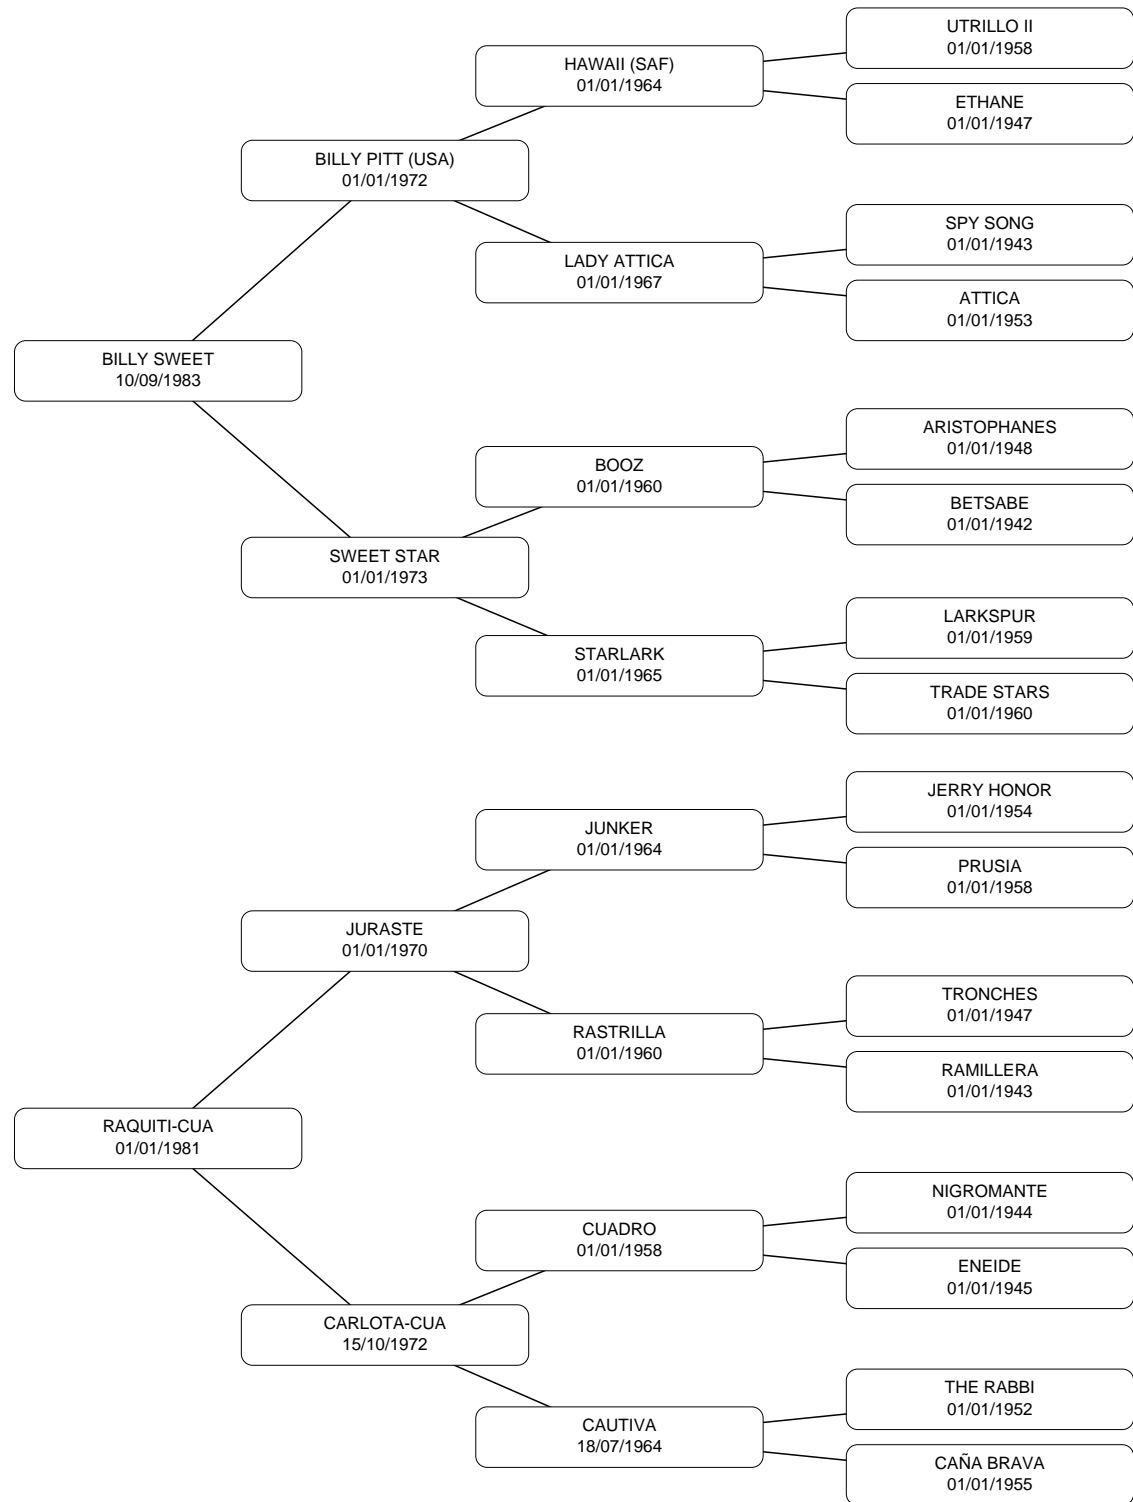 UTRILLO II
01/01/1958
HAWAII (SAF)
01/01/1964
ETHANE
01/01/1947
BILLY PITT (USA)
01/01/1972
SPY SONG
01/01/1943
LADY ATTICA
01/01/1967
ATTICA
01/01/1953
BILLY SWEET
10/09/1983
ARISTOPHANES
01/01/1948
BOOZ
01/01/1960
BETSABE
01/01/1942
SWEET STAR
01/01/1973
LARKSPUR
01/01/1959
STARLARK
01/01/1965
TRADE STARS
01/01/1960
JERRY HONOR
01/01/1954
JUNKER
01/01/1964
PRUSIA
01/01/1958
JURASTE
01/01/1970
TRONCHES
01/01/1947
RASTRILLA
01/01/1960
RAMILLERA
01/01/1943
RAQUITI-CUA
01/01/1981
NIGROMANTE
01/01/1944
CUADRO
01/01/1958
ENEIDE
01/01/1945
CARLOTA-CUA
15/10/1972
THE RABBI
01/01/1952
CAUTIVA
18/07/1964
CAÑA BRAVA
01/01/1955